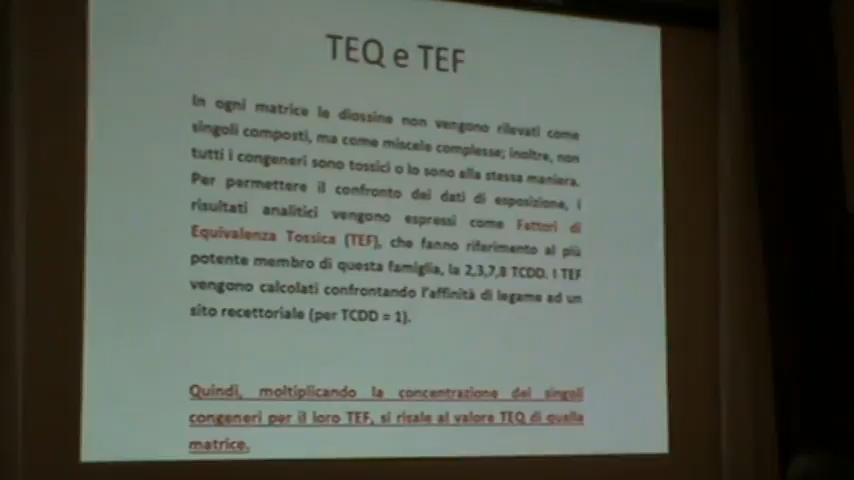 TEQ e TEF
In ogni matrice le diossine non vengono rilevati come
singoli composti, ma come miscele complesse; inoltre, non
tutti i congeneri sono tossici o lo sono alla stessa maniera.
Per permettere il confronto dei dati di esposizione, i
risultati analitici vengono espressi come Fattori di
Equivalenza Tossica (TEF), che fanno riferimento al più
potente membro di questa famiglia, la 2,3,7,8 TCDD. I TEF
vengono calcolati confrontando l'affinità di legame ad un
sito recettoriale (per TCDD = 1).
Quindi, moltiplicando la concentrazione dei singoli
congeneri per il loro TEF, si risale al valore TEQ di quella
matrice.